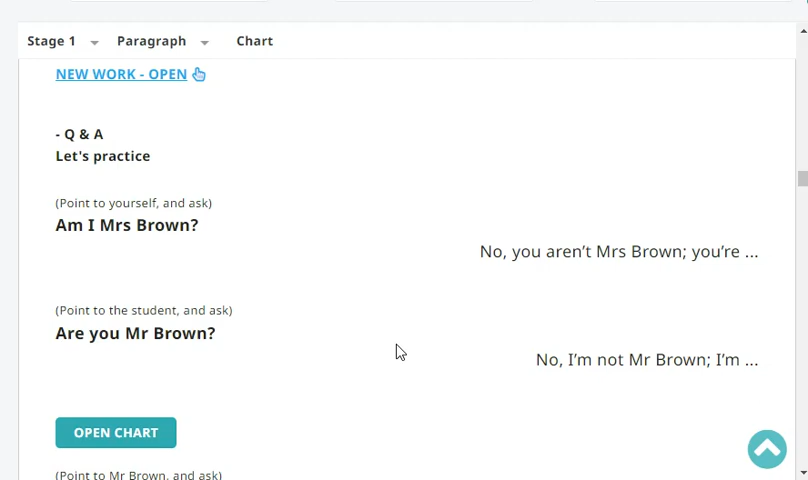 Stage 1 Paragraph Chart
NEW WORK - OPEN
- Q & A
Let's practice
(Point to yourself, and ask)
Am I Mrs Brown?
No, you aren’t Mrs Brown; you’re ...
(Point to the student, and ask)
Are you Mr Brown?
No, I’m not Mr Brown; I’m ...
OPEN CHART
(Point to Mr Brown, and ask)